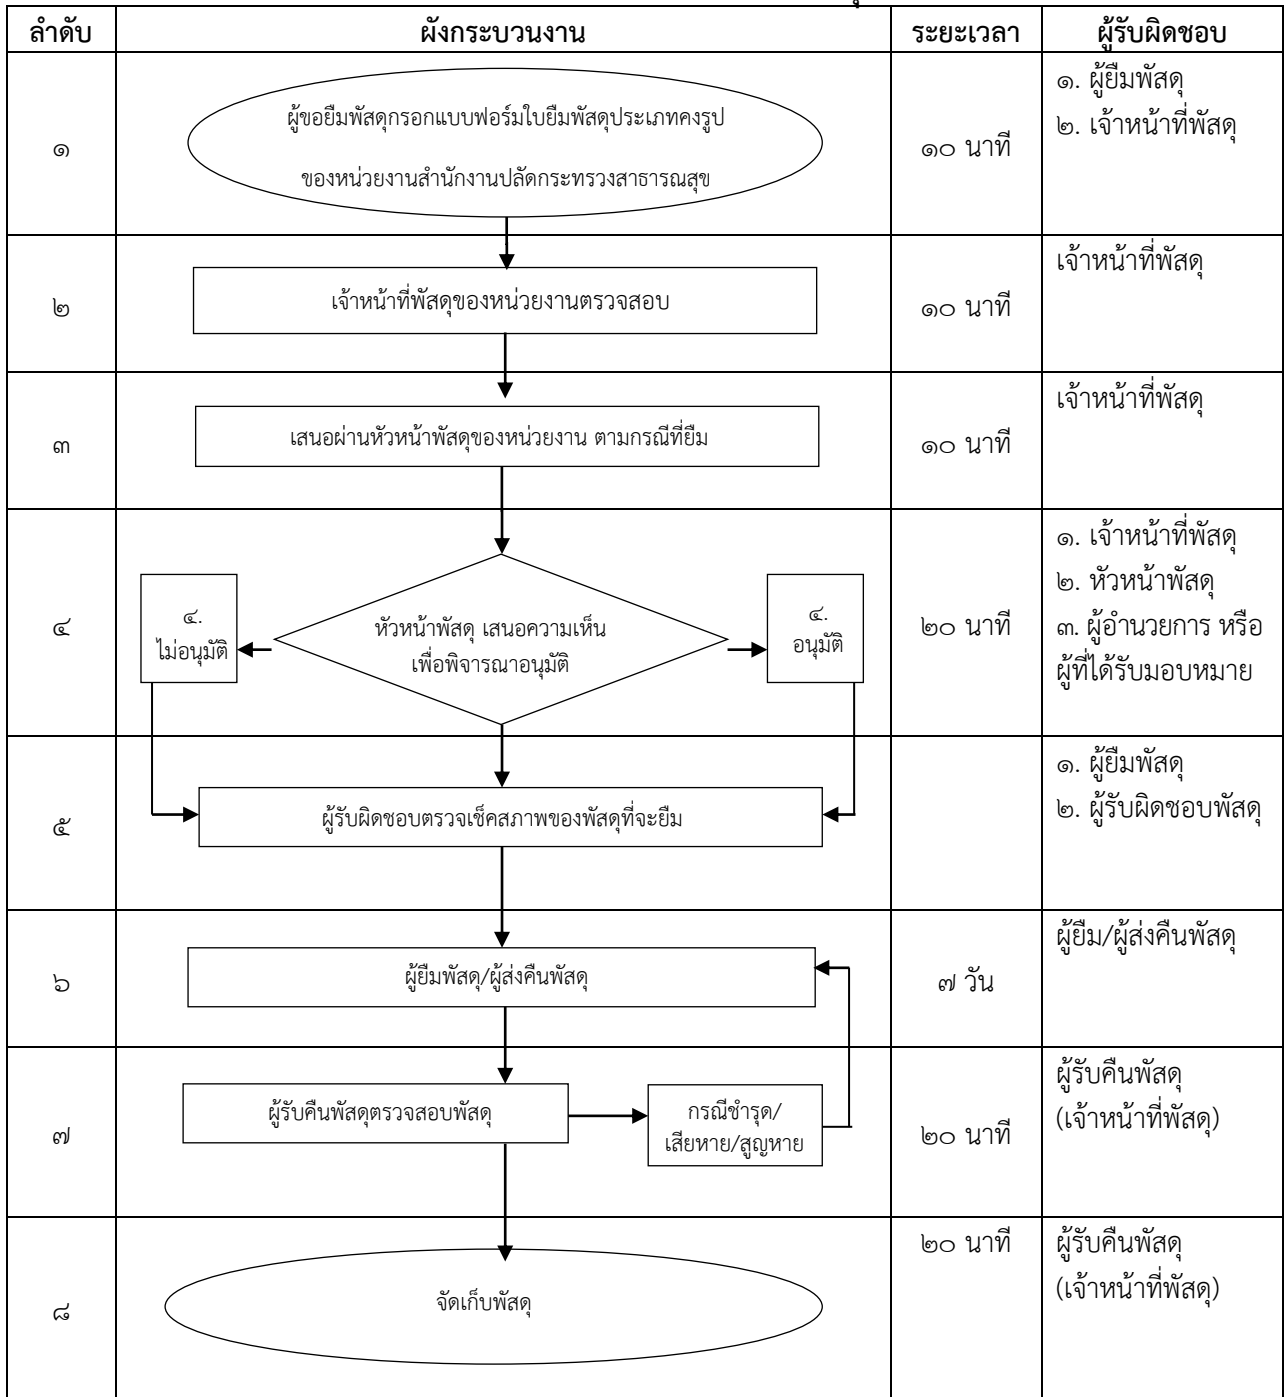 ลำดับ ผังกระบวนงาน ระยะเวลา ผู้รับผิดชอบ
๑
ผู้ขอยืมพัสดุกรอกแบบฟอร์มใบยืมพัสดุประเภทคงรูป
ของหน่วยงานสำนักงานปลัดกระทรวงสาธารณสุข
๑๐ นาที
๑. ผู้ยืมพัสดุ
๒. เจ้าหน้าที่พัสดุ
๒
เจ้าหน้าที่พัสดุของหน่วยงานตรวจสอบ
๑๐ นาที
เจ้าหน้าที่พัสดุ
๓
เสนอผ่านหัวหน้าพัสดุของหน่วยงาน ตามกรณีที่ยืม
๑๐ นาที
เจ้าหน้าที่พัสดุ
๔
๔.
ไม่อนุมัติ
หัวหน้าพัสดุ เสนอความเห็น
เพื่อพิจารณาอนุมัติ
๔.
อนุมัติ
๒๐ นาที
๑. เจ้าหน้าที่พัสดุ
๒. หัวหน้าพัสดุ
๓. ผู้อำนวยการ หรือ
ผู้ที่ได้รับมอบหมาย
๕
ผู้รับผิดชอบตรวจเช็คสภาพของพัสดุที่จะยืม
๑. ผู้ยืมพัสดุ
๒. ผู้รับผิดชอบพัสดุ
๖
ผู้ยืมพัสดุ/ผู้ส่งคืนพัสดุ
๗ วัน
ผู้ยืม/ผู้ส่งคืนพัสดุ
๗
ผู้รับคืนพัสดุตรวจสอบพัสดุ
กรณีชำรุด/
เสียหาย/สูญหาย
๒๐ นาที
ผู้รับคืนพัสดุ
(เจ้าหน้าที่พัสดุ)
๘
จัดเก็บพัสดุ
๒๐ นาที
ผู้รับคืนพัสดุ
(เจ้าหน้าที่พัสดุ)